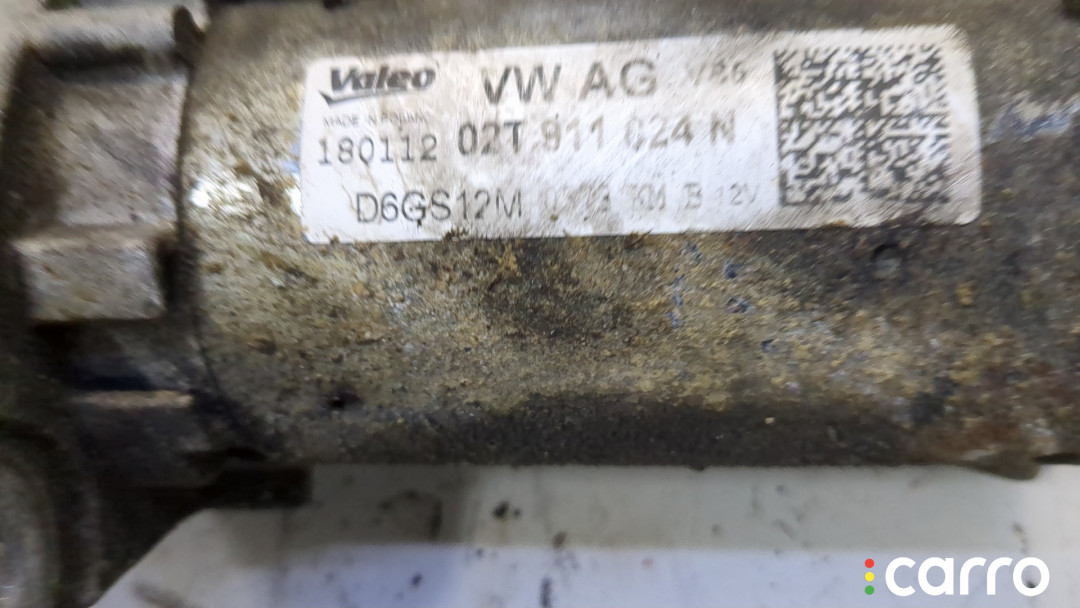 Valeo VW AG
MADE IN POLAND
180112 02T 911 024 N
D6GS12M 12V
carro